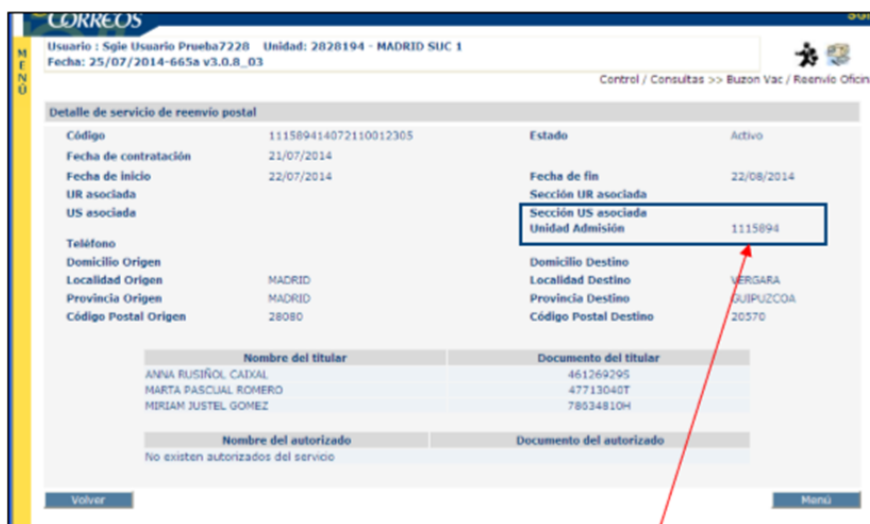 CORREOS
SGIE
MENÚ
Usuario : Sgie Usuario Prueba7228 Unidad: 2828194 - MADRID SUC 1
Fecha: 25/07/2014-665a v3.0.8_03
Control / Consultas >> Buzon Vac / Reenvío Oficin
Detalle de servicio de reenvío postal
Código 111589414072110012305 Estado Activo
Fecha de contratación 21/07/2014
Fecha de inicio 22/07/2014 Fecha de fin 22/08/2014
UR asociada Sección UR asociada
US asociada Sección US asociada
Unidad Admisión 1115894
Teléfono
Domicilio Origen Domicilio Destino
Localidad Origen MADRID Localidad Destino VERGARA
Provincia Origen MADRID Provincia Destino GUIPUZCOA
Código Postal Origen 28080 Código Postal Destino 20570
Nombre del titular Documento del titular
ANNA RUSIÑOL CAIXAL 46126929S
MARTA PASCUAL ROMERO 47713040T
MIRIAM JUSTEL GOMEZ 78634810H
Nombre del autorizado Documento del autorizado
No existen autorizados del servicio
Volver Menú